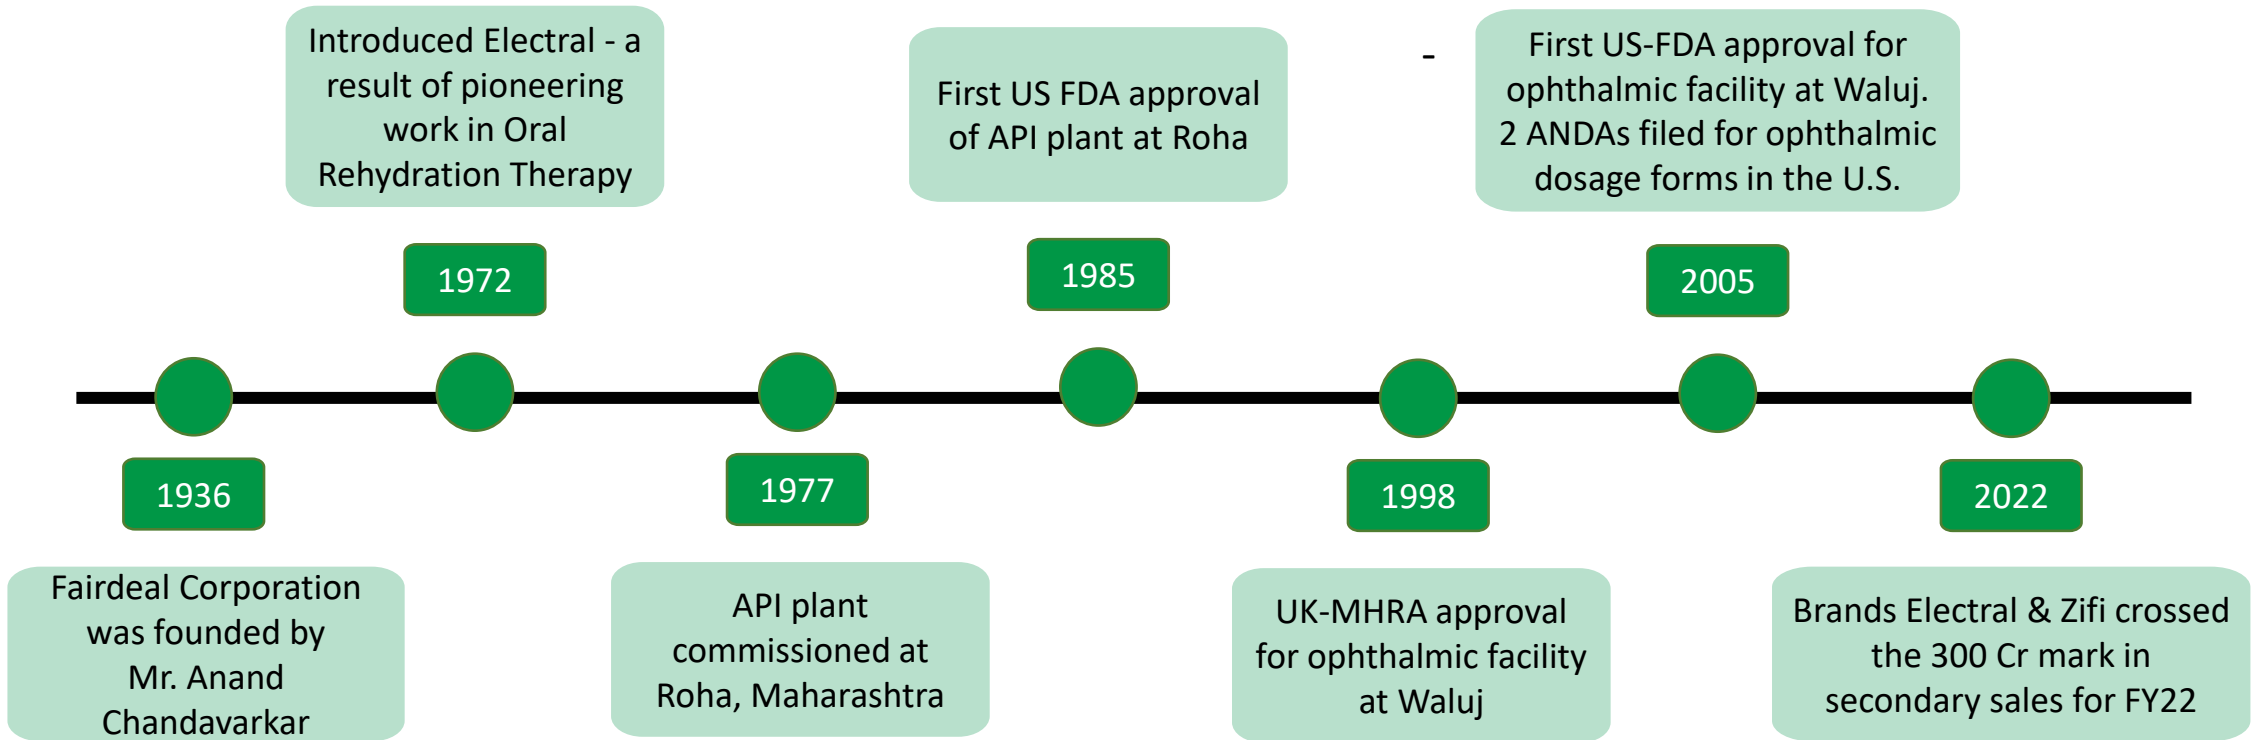 Introduced Electral - a
result of pioneering
work in Oral
Rehydration Therapy
1972
First US FDA approval
of API plant at Roha
1985
-
First US-FDA approval for
ophthalmic facility at Waluj.
2 ANDAs filed for ophthalmic
dosage forms in the U.S.
2005
1936
Fairdeal Corporation
was founded by
Mr. Anand
Chandavarkar
1977
API plant
commissioned at
Roha, Maharashtra
1998
UK-MHRA approval
for ophthalmic facility
at Waluj
2022
Brands Electral & Zifi crossed
the 300 Cr mark in
secondary sales for FY22